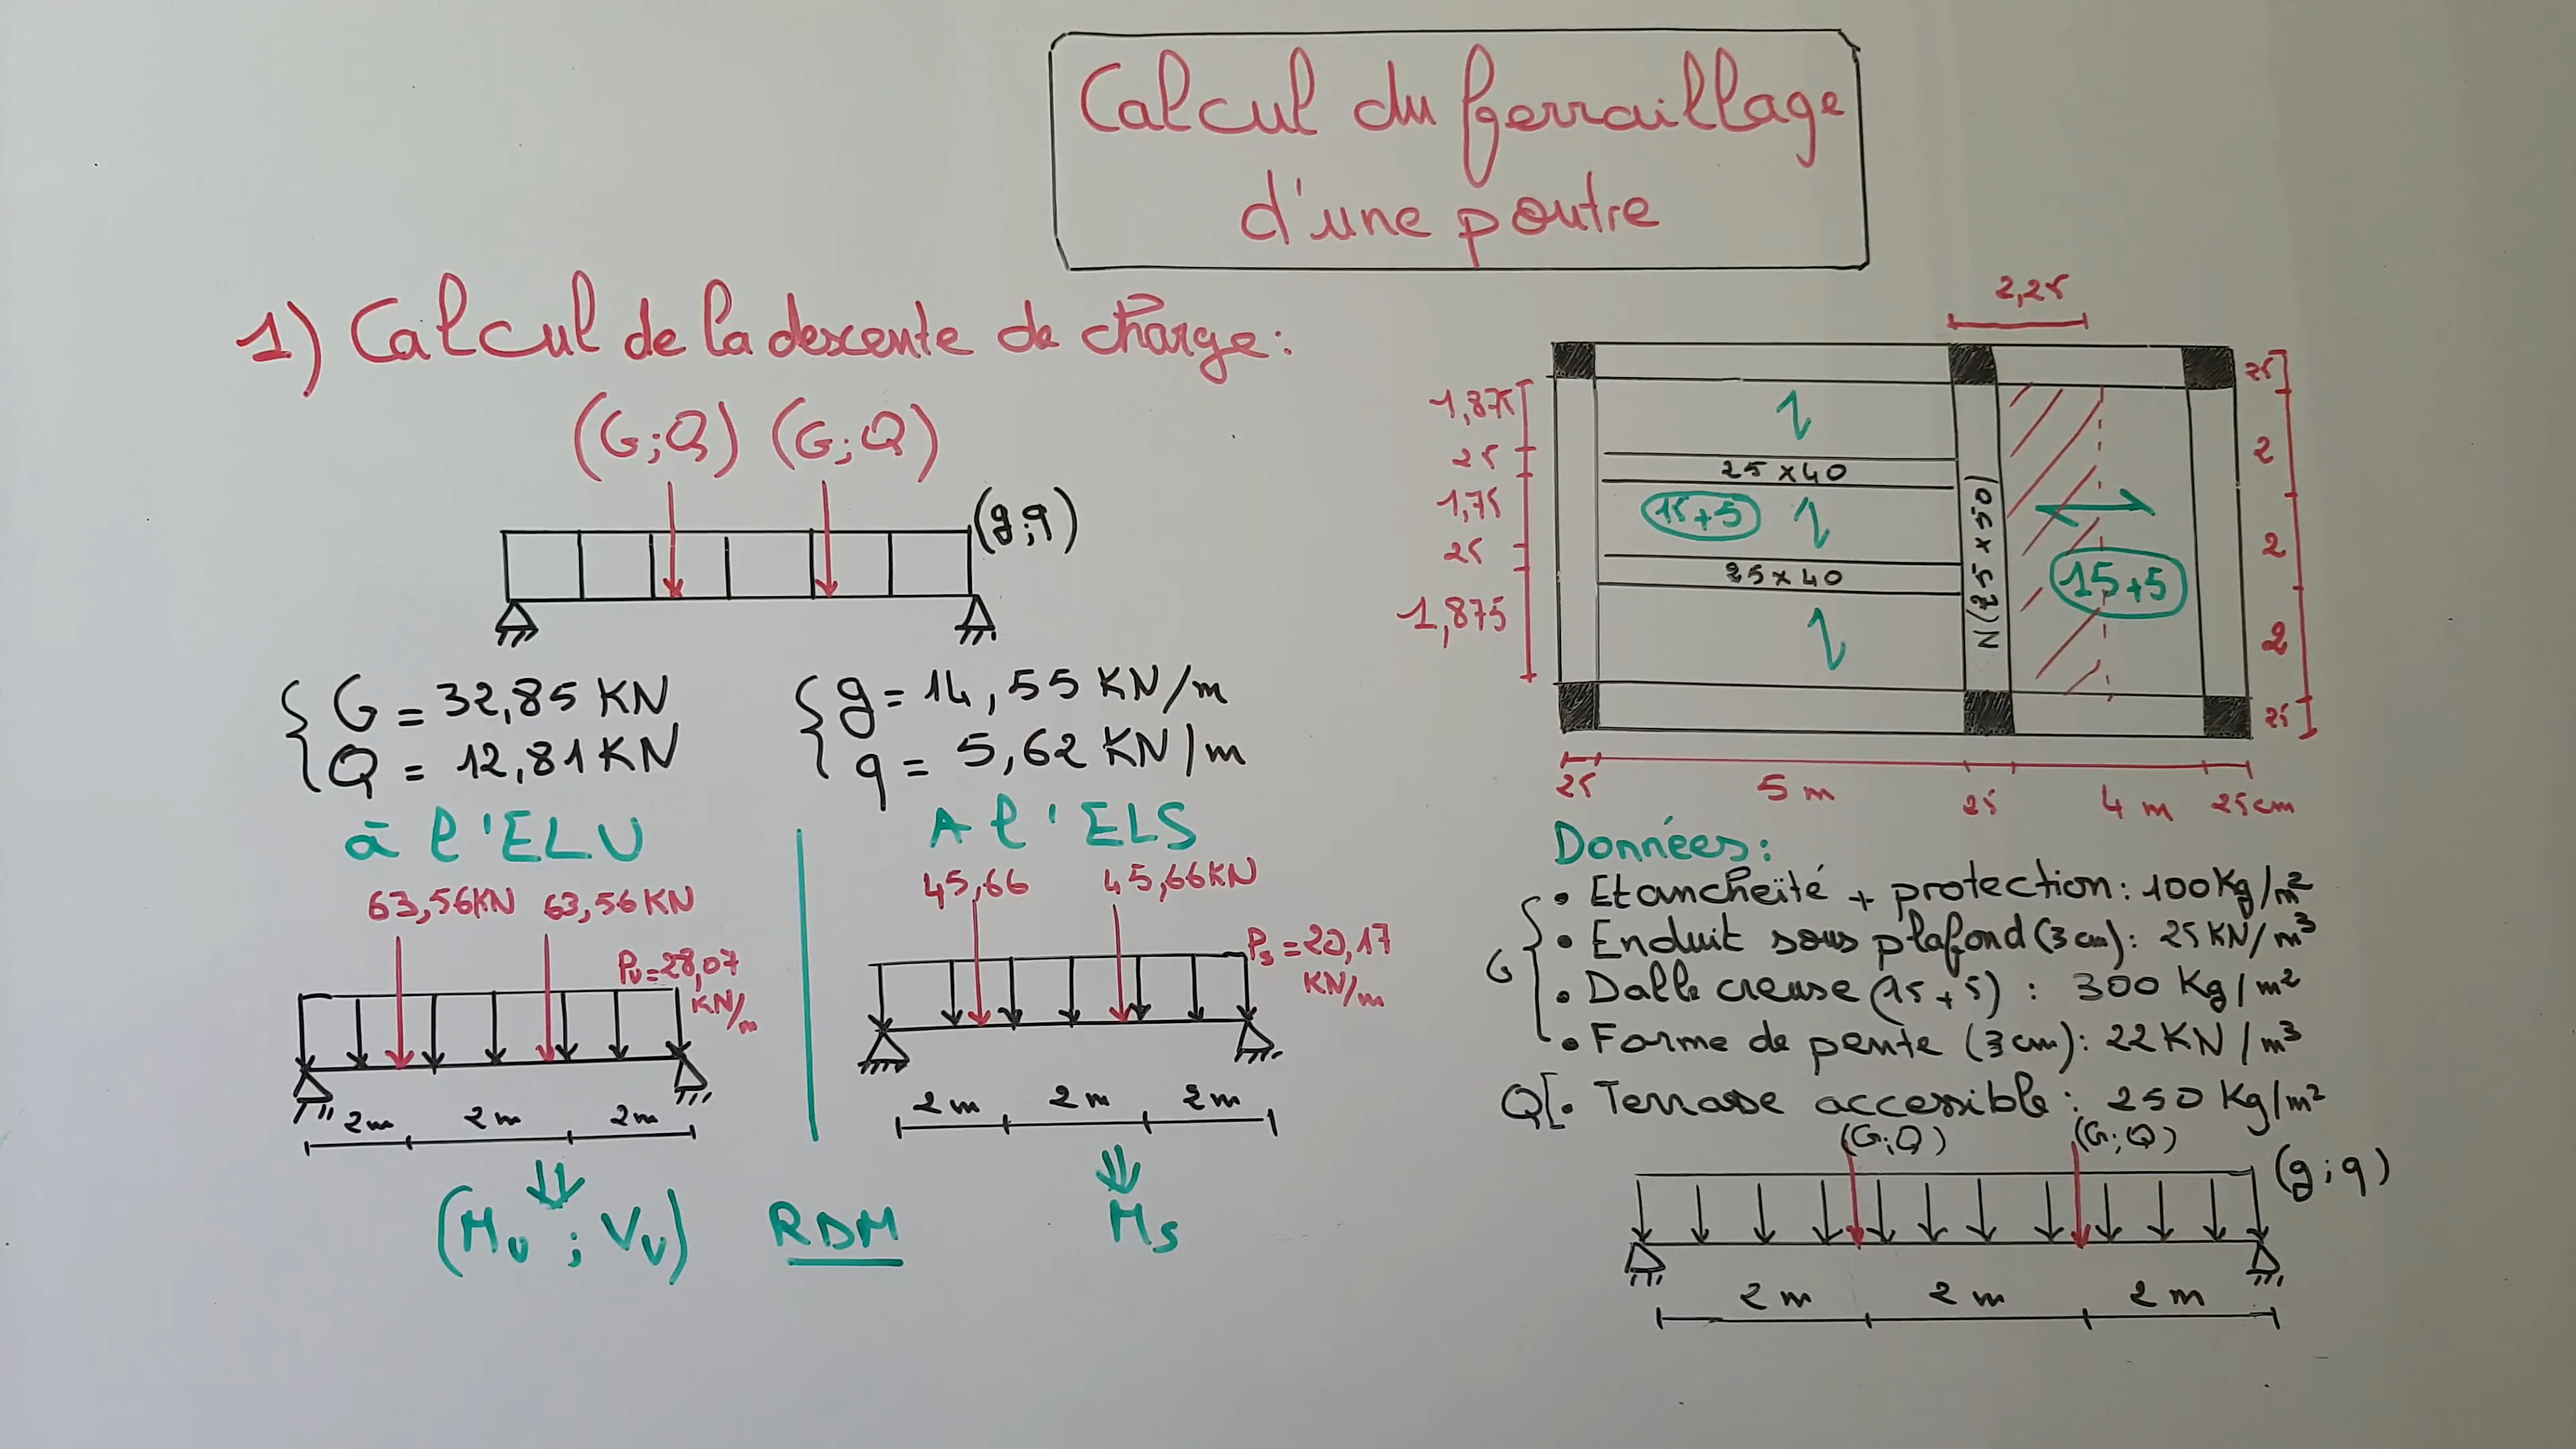 Calcul du ferraillage
d'une poutre
1) Calcul de la descente de charge:
(G;Q) (G;Q)
(g;q)
{ G = 32,85 KN
Q = 12,81 KN
{ g = 14,55 KN/m
q = 5,62 KN/m
à l'ELU
63,56KN 63,56KN
Pu=28,07
KN/m
2m 2m 2m
(Mu ; Vu)
RDM
A l'ELS
45,66 45,66KN
Ps=20,17
KN/m
2m 2m 2m
Ms
2,25
1,875
25
1,75
25
1,875
25×40
15+5
25×40
N(25×50)
15+5
25
2
2
2
25
25 5m 25 4m 25cm
Données:
G {
• Etancheïté + protection: 100Kg/m²
• Enduit sous plafond (3cm): 25KN/m³
• Dalle creuse (15+5) : 300 Kg/m²
• Forme de pente (3cm): 22KN/m³
Q[. Terrasse accessible: 250 Kg/m²
(G;Q) (G;Q)
(g;q)
2m 2m 2m